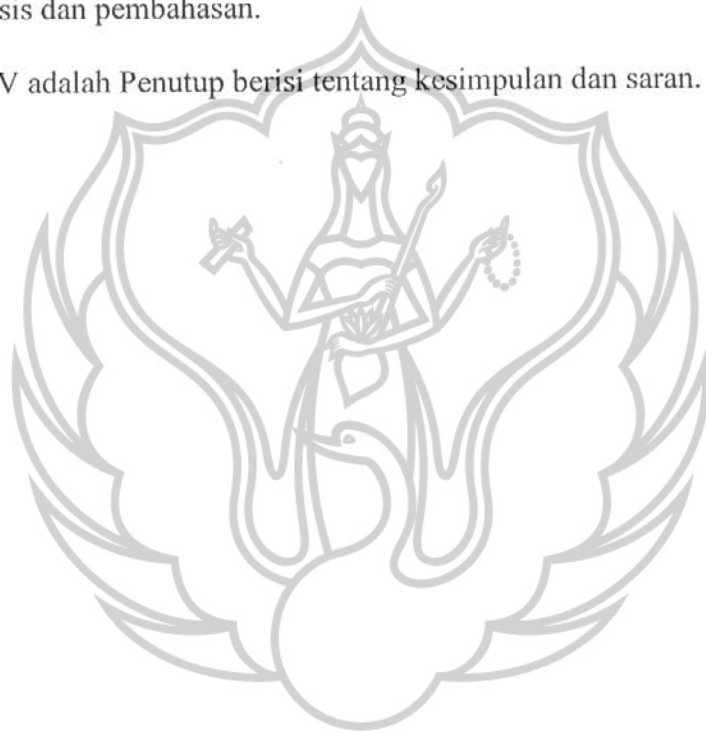 sis dan pembahasan.
V adalah Penutup berisi tentang kesimpulan dan saran.